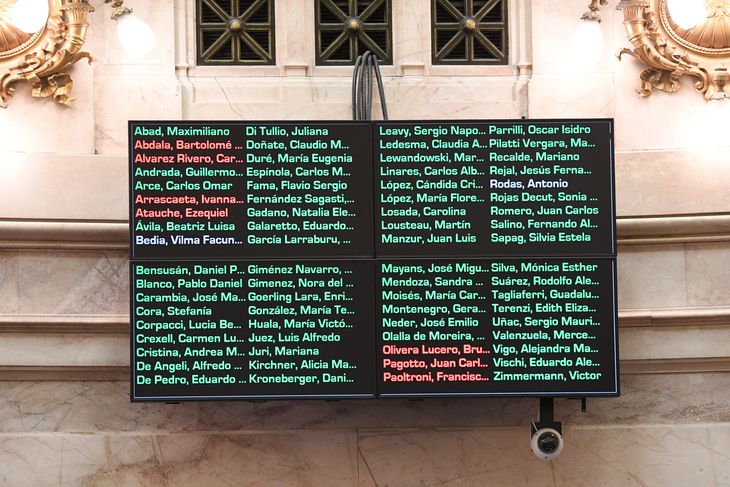 Abad, Maximiliano
Abdala, Bartolomé ...
Alvarez Rivero, Car...
Andrada, Guillermo...
Arce, Carlos Omar
Arrascaeta, Ivanna...
Atauche, Ezequiel
Ávila, Beatriz Luisa
Bedia, Vilma Facun...
Bensusán, Daniel P...
Blanco, Pablo Daniel
Carambia, José Ma...
Cora, Stefanía
Corpacci, Lucia Be...
Crexell, Carmen Lu...
Cristina, Andrea M...
De Angeli, Alfredo ...
De Pedro, Eduardo ...
Di Tullio, Juliana
Doñate, Claudio M...
Duré, María Eugenia
Espínola, Carlos M...
Fama, Flavio Sergio
Fernández Sagasti,...
Gadano, Natalia Ele...
Galaretto, Eduardo...
García Larraburu, ...
Giménez Navarro, ...
Gimenez, Nora del ...
Goerling Lara, Enri...
González, María Te...
Huala, María Victó...
Juez, Luis Alfredo
Juri, Mariana
Kirchner, Alicia Ma...
Kroneberger, Dani...
Leavy, Sergio Napo...
Ledesma, Claudia A...
Lewandowski, Mar...
Linares, Carlos Alb...
López, Cándida Cri...
López, María Flore...
Losada, Carolina
Lousteau, Martín
Manzur, Juan Luis
Mayans, José Migu...
Mendoza, Sandra ...
Moisés, María Car...
Montenegro, Gera...
Neder, José Emilio
Olalla de Moreira, ...
Olivera Lucero, Bru...
Pagotto, Juan Carl...
Paoltroni, Francisc...
Parrilli, Oscar Isidro
Pilatti Vergara, Ma...
Recalde, Mariano
Rejal, Jesús Ferna...
Rodas, Antonio
Rojas Decut, Sonia ...
Romero, Juan Carlos
Salino, Fernando Al...
Sapag, Silvia Estela
Silva, Mónica Esther
Suárez, Rodolfo Ale...
Tagliaferri, Guadalu...
Terenzi, Edith Eliza...
Uñac, Sergio Mauri...
Valenzuela, Merce...
Vigo, Alejandra Ma...
Vischi, Eduardo Ale...
Zimmermann, Victor